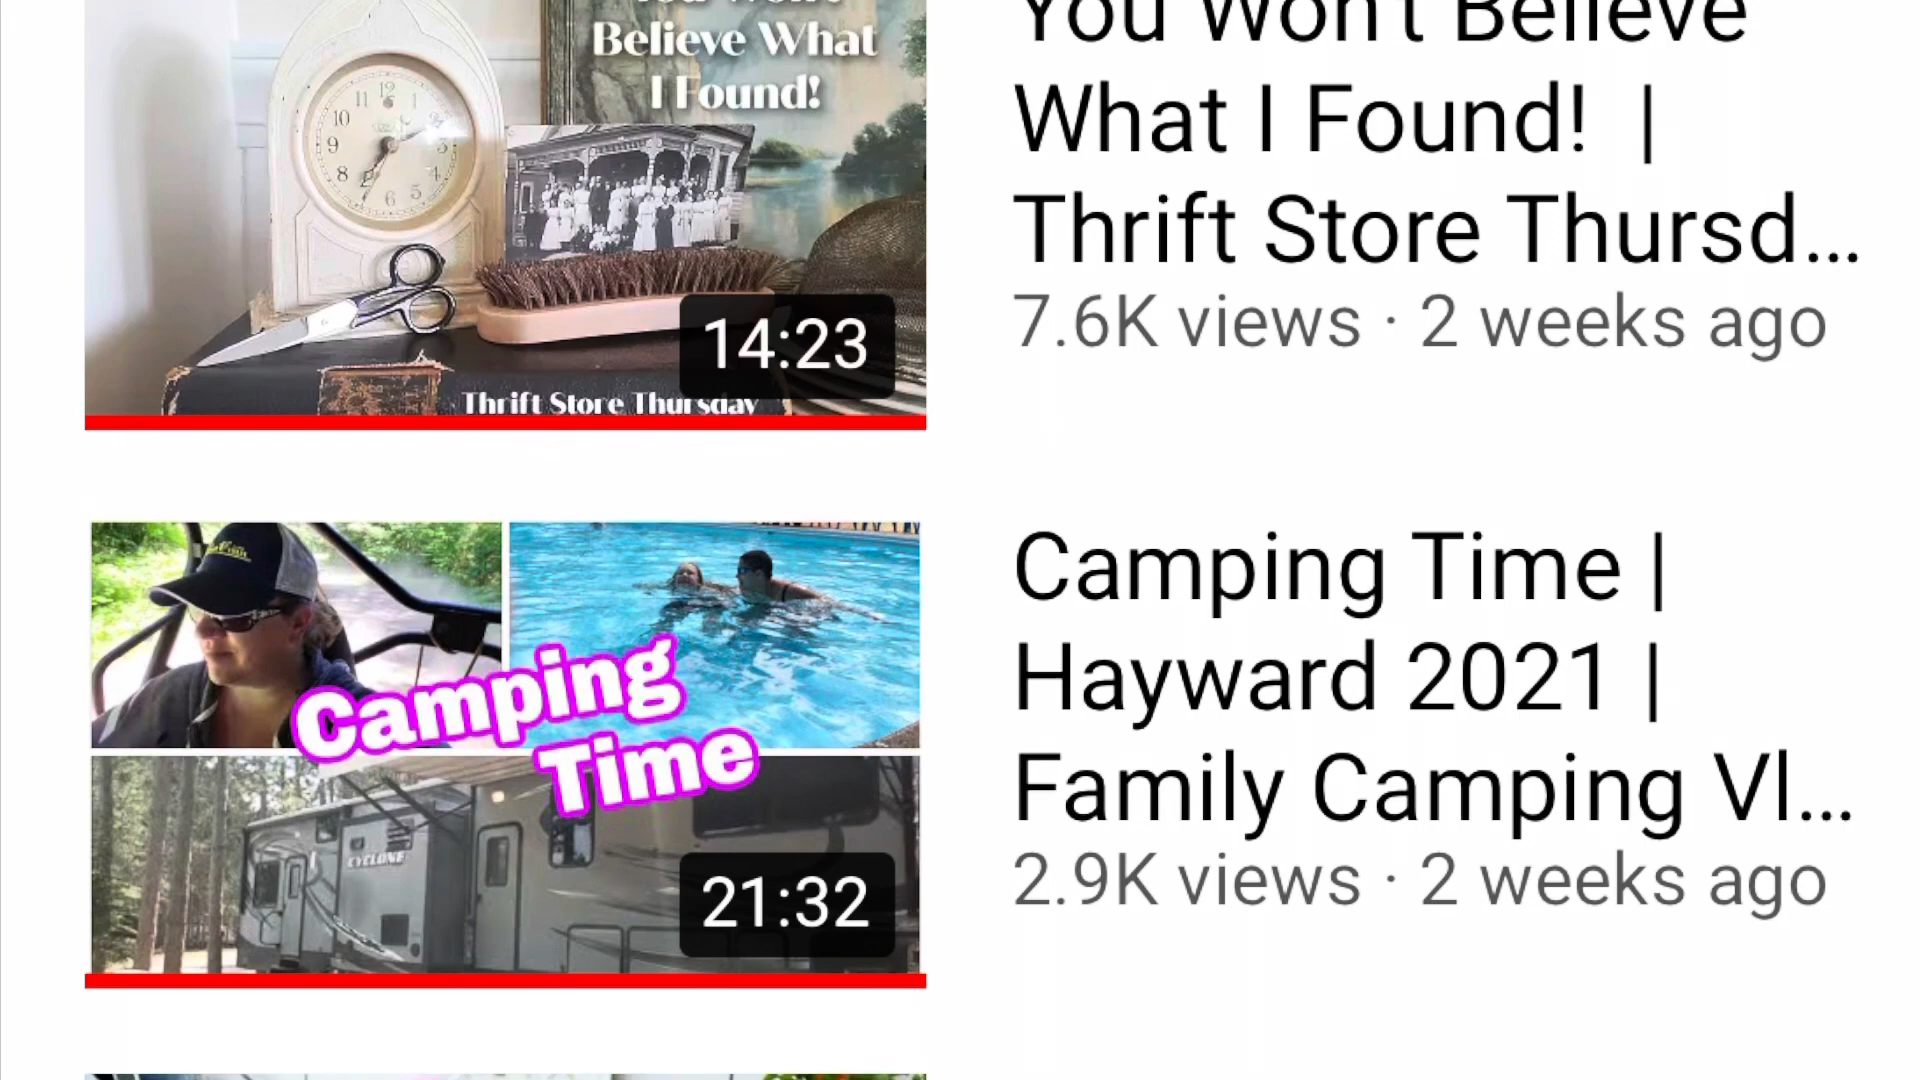 Believe What
I Found!
14:23
Thrift Store Thursday
You Won't Believe
What I Found! |
Thrift Store Thursd...
7.6K views · 2 weeks ago
Camping
Time
CYCLONE
21:32
Camping Time |
Hayward 2021 |
Family Camping Vl...
2.9K views · 2 weeks ago